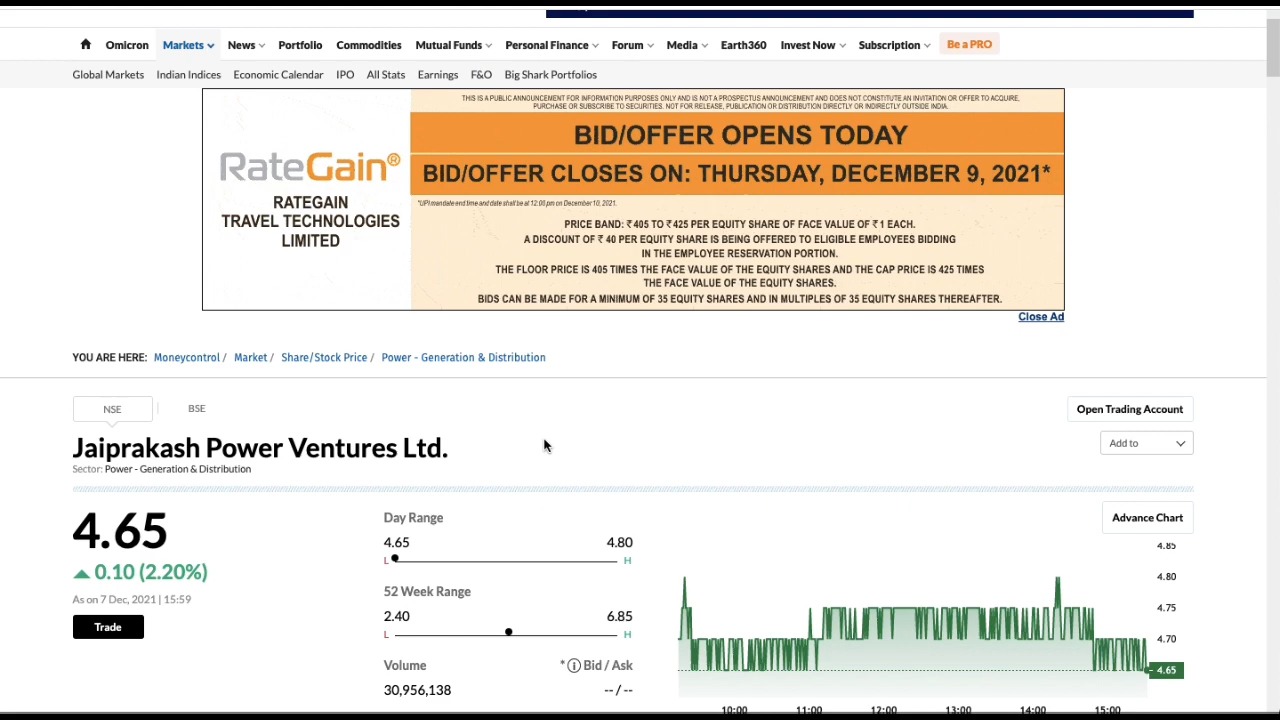 Omicron Markets News Portfolio Commodities Mutual Funds Personal Finance Forum Media Earth360 Invest Now Subscription Be a PRO
Global Markets Indian Indices Economic Calendar IPO All Stats Earnings F&O Big Shark Portfolios
THIS IS A PUBLIC ANNOUNCEMENT FOR INFORMATION PURPOSES ONLY AND IS NOT A PROSPECTUS ANNOUNCEMENT AND DOES NOT CONSTITUTE AN INVITATION OR OFFER TO ACQUIRE,
PURCHASE OR SUBSCRIBE TO SECURITIES. NOT FOR RELEASE, PUBLICATION OR DISTRIBUTION DIRECTLY OR INDIRECTLY OUTSIDE INDIA.
BID/OFFER OPENS TODAY
BID/OFFER CLOSES ON: THURSDAY, DECEMBER 9, 2021*
RateGain®
RATEGAIN
TRAVEL TECHNOLOGIES
LIMITED
*UPI mandate end time and date shall be at 12:00 pm on December 10, 2021.
PRICE BAND: ₹ 405 TO ₹ 425 PER EQUITY SHARE OF FACE VALUE OF ₹ 1 EACH.
A DISCOUNT OF ₹ 40 PER EQUITY SHARE IS BEING OFFERED TO ELIGIBLE EMPLOYEES BIDDING
IN THE EMPLOYEE RESERVATION PORTION.
THE FLOOR PRICE IS 405 TIMES THE FACE VALUE OF THE EQUITY SHARES AND THE CAP PRICE IS 425 TIMES
THE FACE VALUE OF THE EQUITY SHARES.
BIDS CAN BE MADE FOR A MINIMUM OF 35 EQUITY SHARES AND IN MULTIPLES OF 35 EQUITY SHARES THEREAFTER.
Close Ad
YOU ARE HERE: Moneycontrol / Market / Share/Stock Price / Power - Generation & Distribution
NSE BSE
Open Trading Account
Jaiprakash Power Ventures Ltd.
Add to
Sector: Power - Generation & Distribution
4.65
0.10 (2.20%)
As on 7 Dec, 2021 | 15:59
Trade
Day Range
4.65 4.80
L H
52 Week Range
2.40 6.85
L H
Volume * i Bid / Ask
30,956,138 -- / --
Advance Chart
4.85
4.80
4.75
4.70
4.65
10:00 11:00 12:00 13:00 14:00 15:00